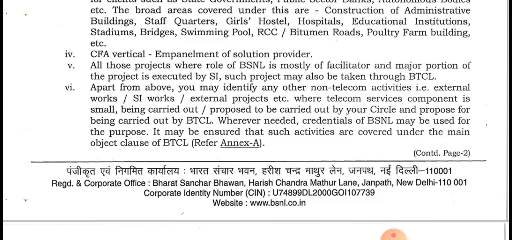 etc. The broad areas covered under this are - Construction of Administrative
Buildings, Staff Quarters, Girls' Hostel, Hospitals, Educational Institutions,
Stadiums, Bridges, Swimming Pool, RCC / Bitumen Roads, Poultry Farm building,
etc.
iv. CFA vertical - Empanelment of solution provider.
v. All those projects where role of BSNL is mostly of facilitator and major portion of
the project is executed by SI, such project may also be taken through BTCL.
vi. Apart from above, you may identify any other non-telecom activities i.e. external
works / SI works / external projects etc. where telecom services component is
small, being carried out / proposed to be carried out by your Circle and propose for
being carried out by BTCL. Wherever needed, credentials of BSNL may be used for
the purpose. It may be ensured that such activities are covered under the main
object clause of BTCL (Refer Annex-A).
(Contd. Page-2)
पंजीकृत एवं निगमित कार्यालय : भारत संचार भवन, हरीश चन्द्र माथुर लेन, जनपथ, नई दिल्ली-110001
Regd. & Corporate Office : Bharat Sanchar Bhawan, Harish Chandra Mathur Lane, Janpath, New Delhi-110 001
Corporate Identity Number (CIN) : U74899DL2000GOI107739
Website : www.bsnl.co.in